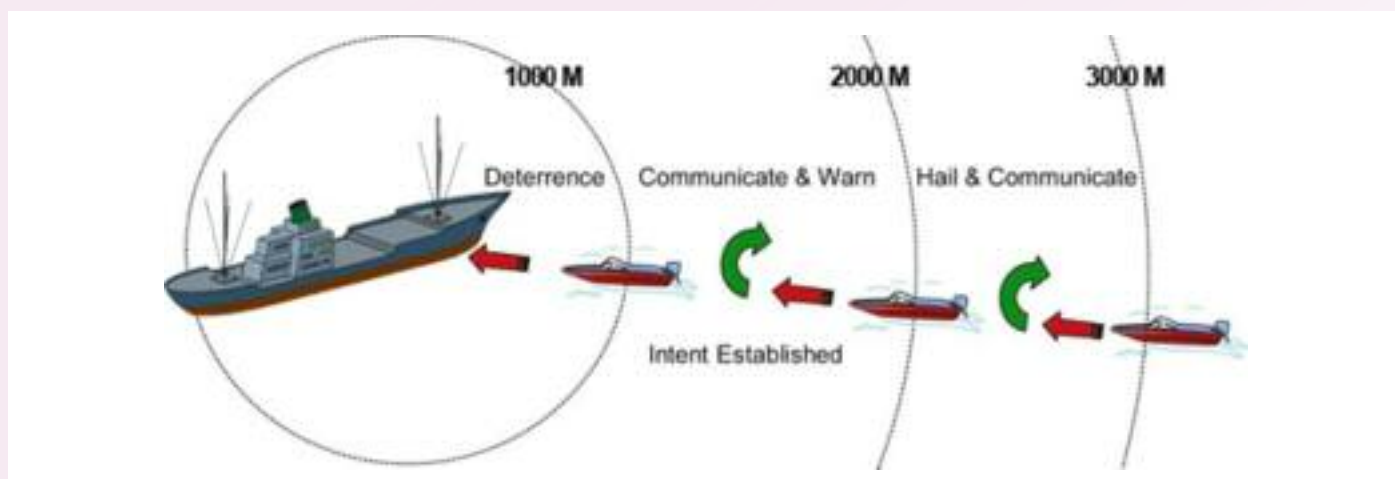 1000 M
2000 M
3000 M
Deterrence
Communicate & Warn
Hail & Communicate
Intent Established